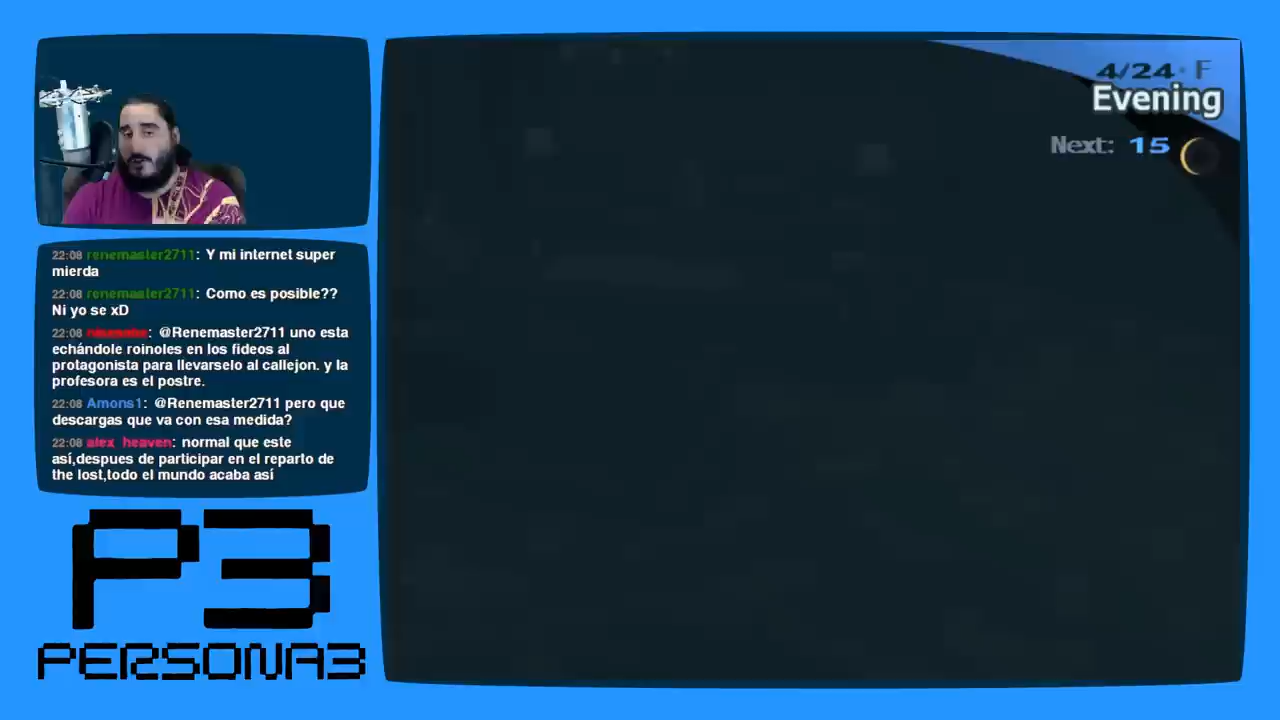 4/24 · F
Evening
Next: 15
22:08 renemaster2711: Y mi internet super
mierda
22:08 renemaster2711: Como es posible??
Ni yo se xD
22:08 : @Renemaster2711 uno esta
echándole roinoles en los fideos al
protagonista para llevarselo al callejon. y la
profesora es el postre.
22:08 Amons1: @Renemaster2711 pero que
descargas que va con esa medida?
22:08 alex_heaven: normal que este
así,despues de participar en el reparto de
the lost,todo el mundo acaba así
P3
PERSONA3